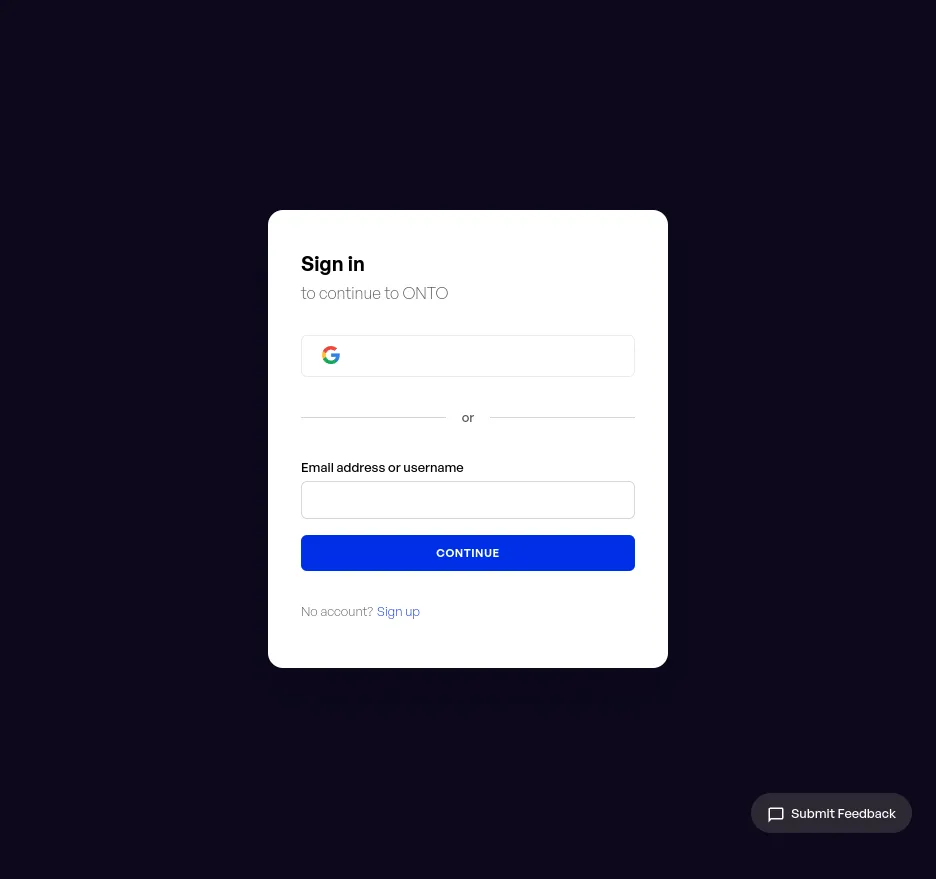 Sign in
to continue to ONTO
or
Email address or username
CONTINUE
No account? Sign up
Submit Feedback